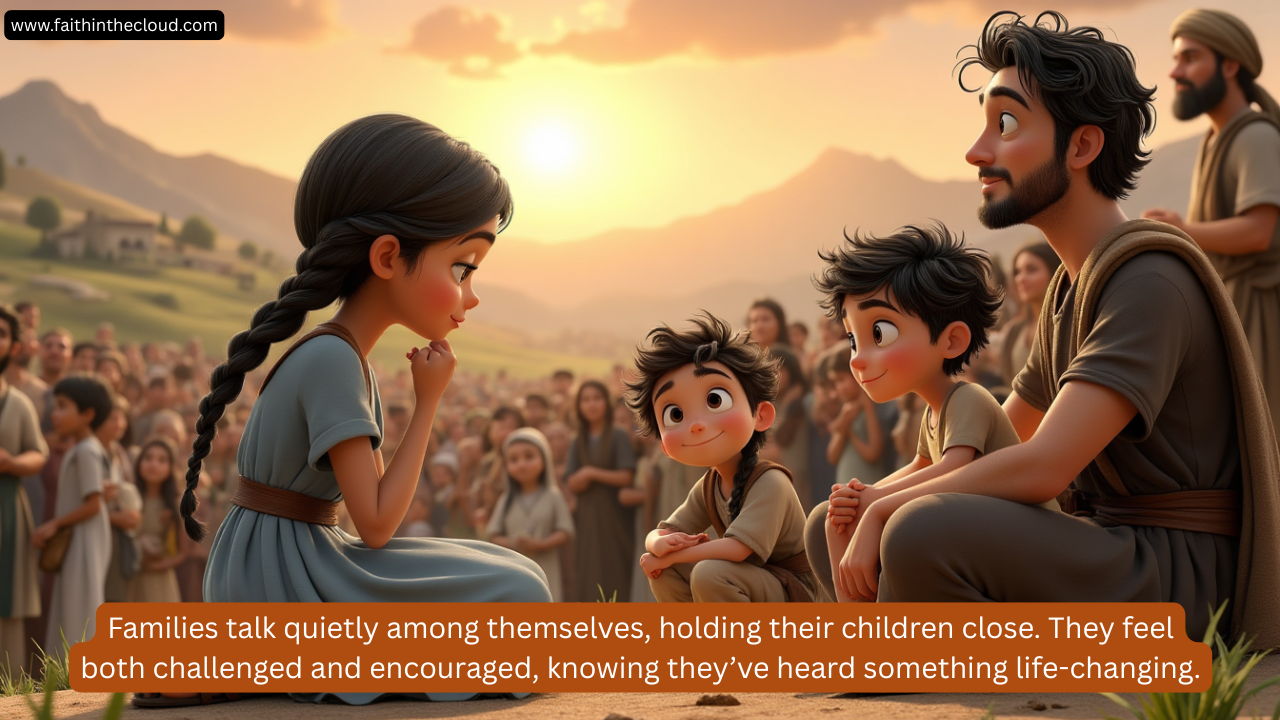 www.faithinthecloud.com
Families talk quietly among themselves, holding their children close. They feel
both challenged and encouraged, knowing they’ve heard something life-changing.